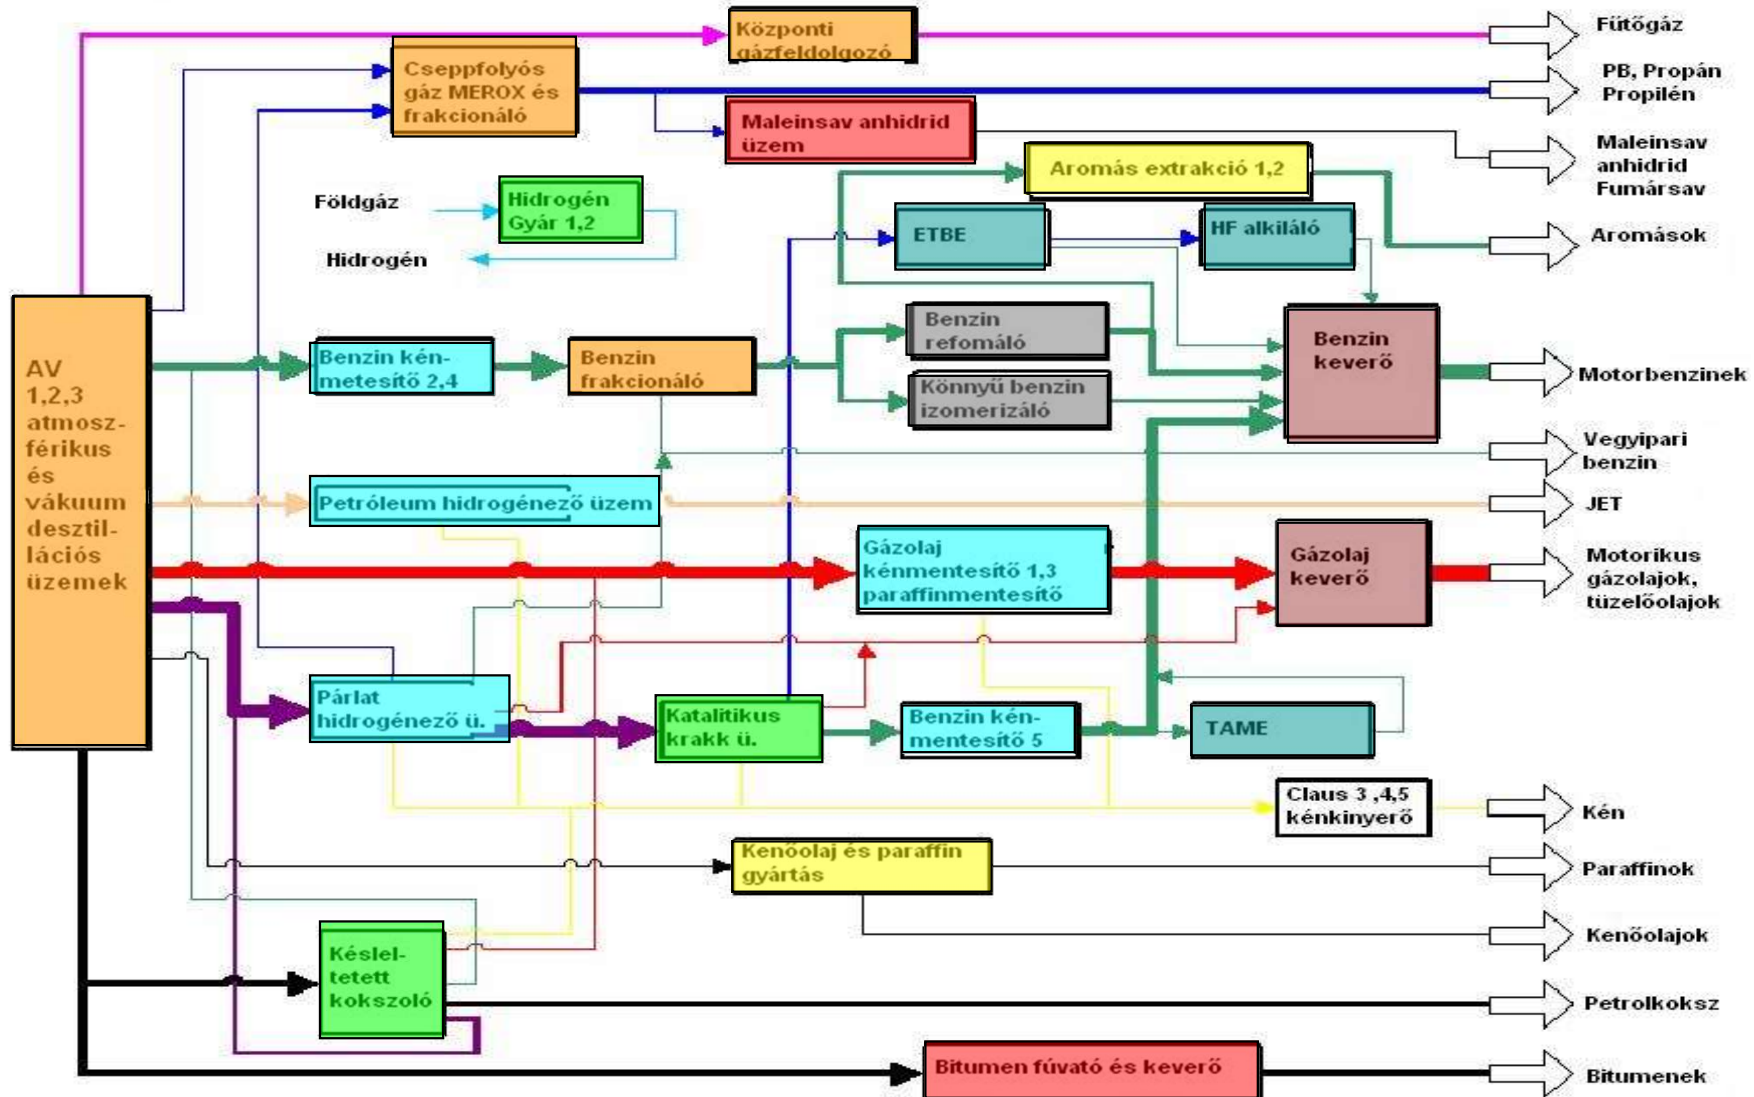 Központi
gázfeldolgozó
Fűtőgáz
Cseppfolyós
gáz MEROX és
frakcionáló
PB, Propán
Propilén
Maleinsav anhidrid
üzem
Maleinsav
anhidrid
Fumársav
Aromás extrakció 1,2
Földgáz
Hidrogén
Gyár 1,2
Hidrogén
ETBE
HF alkiláló
Aromások
AV
1,2,3
atmosz-
férikus
és
vákuum
desztil-
lációs
üzemek
Benzin kén-
metesítő 2,4
Benzin
frakcionáló
Benzin
refomáló
Könnyű benzin
izomerizáló
Benzin
keverő
Motorbenzinek
Vegyipari
benzin
Petróleum hidrogénező üzem
JET
Gázolaj
kénmentesítő 1,3
paraffinmentesítő
Gázolaj
keverő
Motorikus
gázolajok,
tüzelőolajok
Párlat
hidrogénező ü.
Katalitikus
krakk ü.
Benzin kén-
mentesítő 5
TAME
Claus 3 ,4,5
kénkinyerő
Kén
Kenőolaj és paraffin
gyártás
Paraffinok
Kenőolajok
Késlel-
tetett
kokszoló
Petrolkoksz
Bitumen fúvató és keverő
Bitumenek